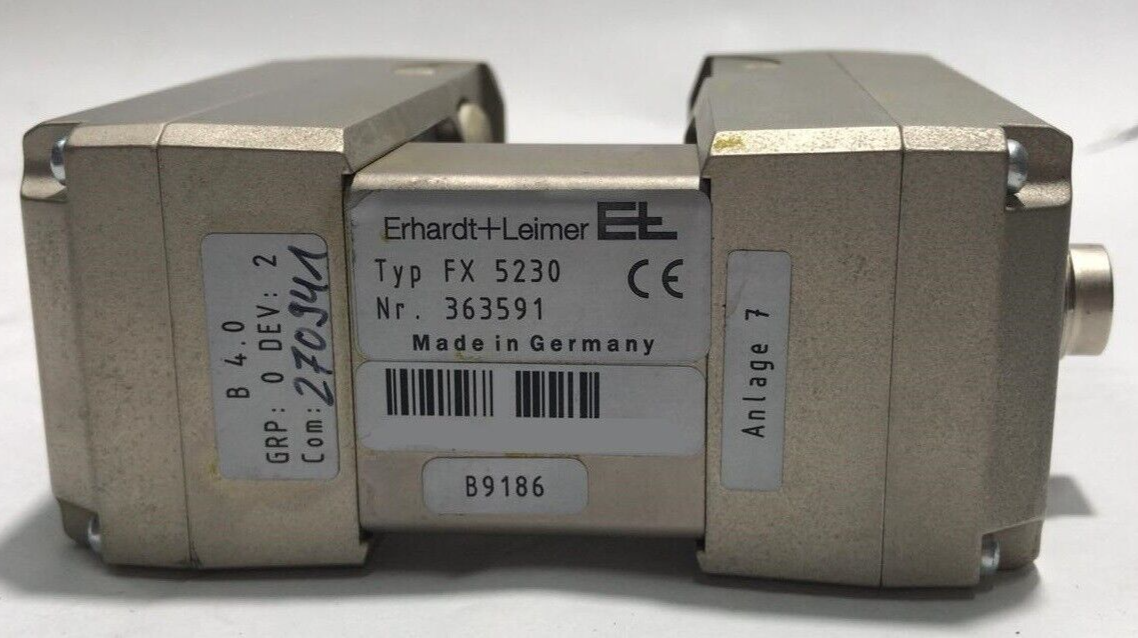 Erhardt+Leimer E+L
Typ FX 5230
CE
Nr. 363591
Made in Germany
B9186
B 4.0
GRP: 0 DEV: 2
Com: 270941
Anlage 7